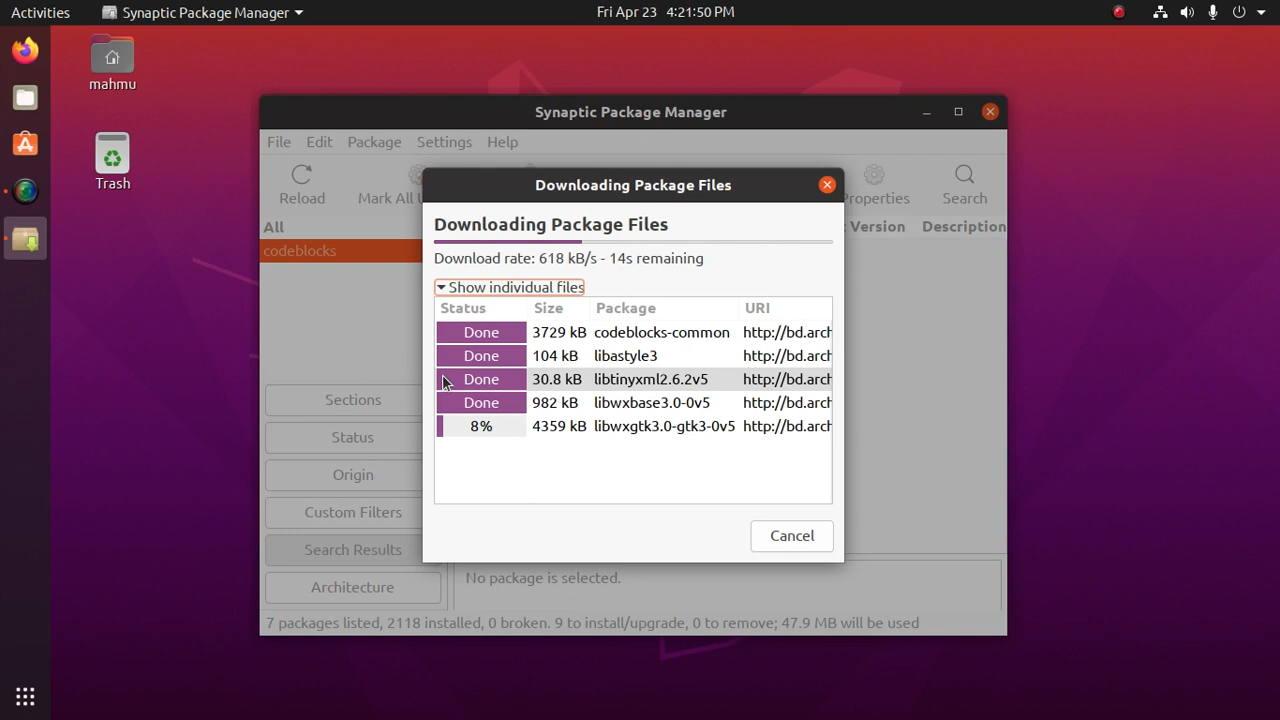 Activities Synaptic Package Manager Fri Apr 23 4:21:50 PM
mahmu
Trash
Synaptic Package Manager
File Edit Package Settings Help
Reload Mark All U Properties Search
All Version Description
codeblocks
Downloading Package Files
Downloading Package Files
Download rate: 618 kB/s - 14s remaining
Show individual files
Status Size Package URI
Done 3729 kB codeblocks-common http://bd.arch
Done 104 kB libastyle3 http://bd.arch
Done 30.8 kB libtinyxml2.6.2v5 http://bd.arch
Done 982 kB libwxbase3.0-0v5 http://bd.arch
8% 4359 kB libwxgtk3.0-gtk3-0v5 http://bd.arch
Cancel
Sections
Status
Origin
Custom Filters
Search Results
Architecture
No package is selected.
7 packages listed, 2118 installed, 0 broken. 9 to install/upgrade, 0 to remove; 47.9 MB will be used